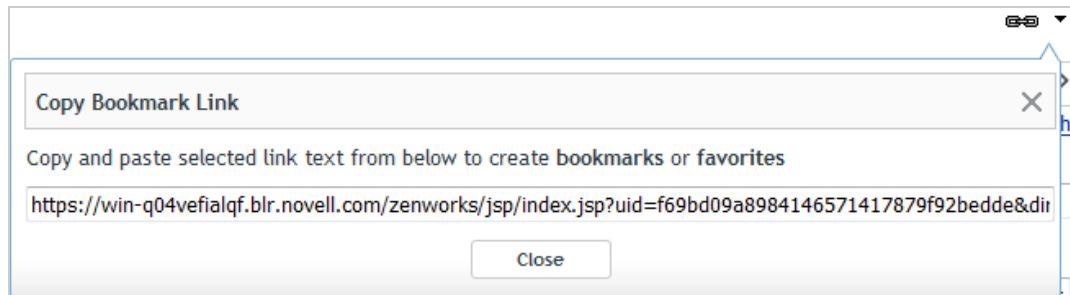 Copy Bookmark Link
Copy and paste selected link text from below to create bookmarks or favorites
https://win-q04vefialqf.blr.novell.com/zenworks/jsp/index.jsp?uid=f69bd09a8984146571417879f92bedde&dir
Close